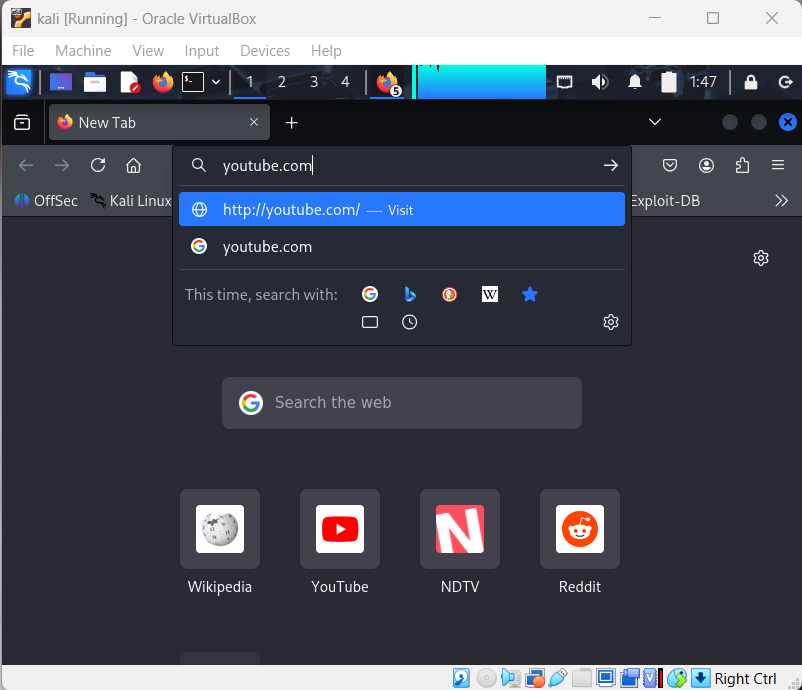 kali [Running] - Oracle VirtualBox
File Machine View Input Devices Help
1 2 3 4 5 1:47
New Tab
youtube.com
OffSec Kali Linux Exploit-DB
http://youtube.com/ — Visit
youtube.com
This time, search with:
W
Search the web
Wikipedia YouTube NDTV Reddit
Right Ctrl